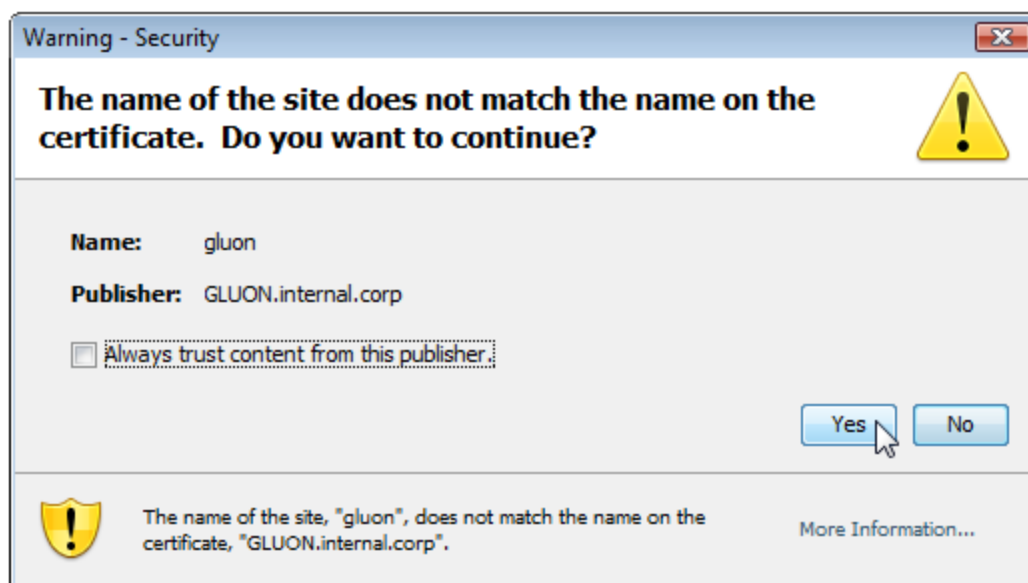 Warning - Security
The name of the site does not match the name on the
certificate.  Do you want to continue?
Name: gluon
Publisher: GLUON.internal.corp
Always trust content from this publisher.
Yes No
The name of the site, "gluon", does not match the name on the
certificate, "GLUON.internal.corp".
More Information...